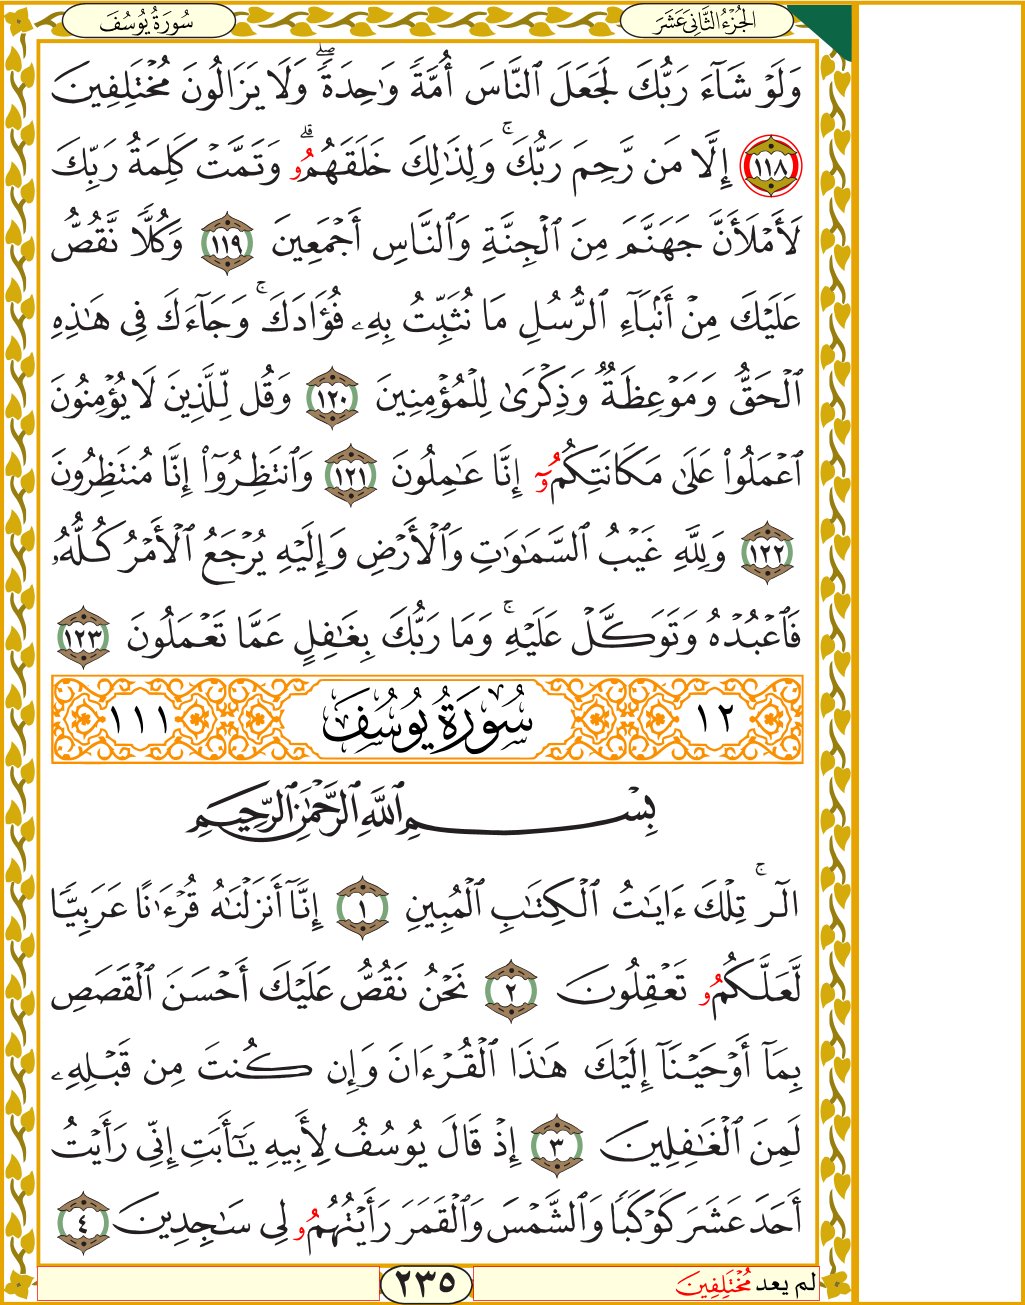 سُورَةُ يُوسُفَ
الجُزْءُ الثَّانِي عَشَرَ
وَلَوْ شَآءَ رَبُّكَ لَجَعَلَ ٱلنَّاسَ أُمَّةً وَٰحِدَةًۖ وَلَا يَزَالُونَ مُخْتَلِفِينَ
١١٨ إِلَّا مَن رَّحِمَ رَبُّكَۚ وَلِذَٰلِكَ خَلَقَهُمُۥۗ وَتَمَّتْ كَلِمَةُ رَبِّكَ
لَأَمْلَأَنَّ جَهَنَّمَ مِنَ ٱلْجِنَّةِ وَٱلنَّاسِ أَجْمَعِينَ ١١٩ وَكُلًّا نَّقُصُّ
عَلَيْكَ مِنْ أَنۢبَآءِ ٱلرُّسُلِ مَا نُثَبِّتُ بِهِۦ فُؤَادَكَۚ وَجَآءَكَ فِى هَٰذِهِ
ٱلْحَقُّ وَمَوْعِظَةٌ وَذِكْرَىٰ لِلْمُؤْمِنِينَ ١٢٠ وَقُل لِّلَّذِينَ لَا يُؤْمِنُونَ
ٱعْمَلُوا۟ عَلَىٰ مَكَانَتِكُمُۥٓ إِنَّا عَٰمِلُونَ ١٢١ وَٱنتَظِرُوٓا۟ إِنَّا مُنتَظِرُونَ
١٢٢ وَلِلَّهِ غَيْبُ ٱلسَّمَٰوَٰتِ وَٱلْأَرْضِ وَإِلَيْهِ يُرْجَعُ ٱلْأَمْرُ كُلُّهُۥ
فَٱعْبُدْهُ وَتَوَكَّلْ عَلَيْهِۚ وَمَا رَبُّكَ بِغَٰفِلٍ عَمَّا تَعْمَلُونَ ١٢٣
١٢ سُورَةُ يُوسُفَ ١١١
بِسْمِ ٱللَّهِ ٱلرَّحْمَٰنِ ٱلرَّحِيمِ
الٓرۚ تِلْكَ ءَايَٰتُ ٱلْكِتَٰبِ ٱلْمُبِينِ ١ إِنَّآ أَنزَلْنَٰهُ قُرْءَٰنًا عَرَبِيًّا
لَّعَلَّكُمُۥ تَعْقِلُونَ ٢ نَحْنُ نَقُصُّ عَلَيْكَ أَحْسَنَ ٱلْقَصَصِ
بِمَآ أَوْحَيْنَآ إِلَيْكَ هَٰذَا ٱلْقُرْءَانَ وَإِن كُنتَ مِن قَبْلِهِۦ
لَمِنَ ٱلْغَٰفِلِينَ ٣ إِذْ قَالَ يُوسُفُ لِأَبِيهِ يَٰٓأَبَتِ إِنِّى رَأَيْتُ
أَحَدَ عَشَرَ كَوْكَبًا وَٱلشَّمْسَ وَٱلْقَمَرَ رَأَيْتُهُمُۥ لِى سَٰجِدِينَ ٤
لم يعد مُخْتَلِفِينَ
٢٣٥